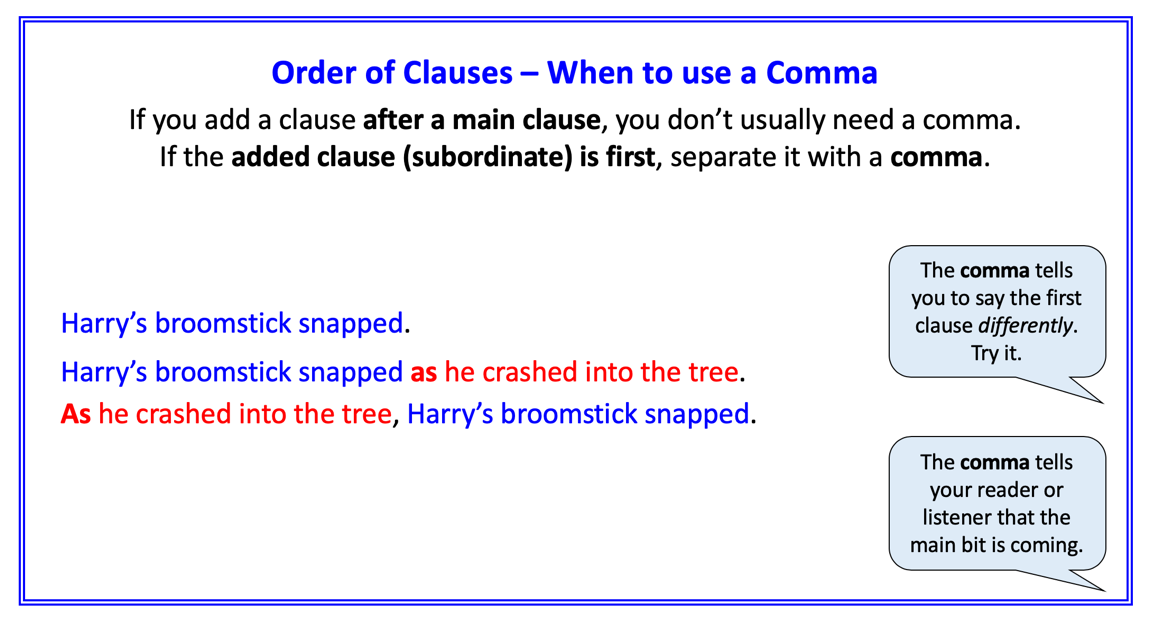 Order of Clauses – When to use a Comma
If you add a clause after a main clause, you don’t usually need a comma.
If the added clause (subordinate) is first, separate it with a comma.
The comma tells
you to say the first
clause differently.
Try it.
Harry’s broomstick snapped.
Harry’s broomstick snapped as he crashed into the tree.
As he crashed into the tree, Harry’s broomstick snapped.
The comma tells
your reader or
listener that the
main bit is coming.